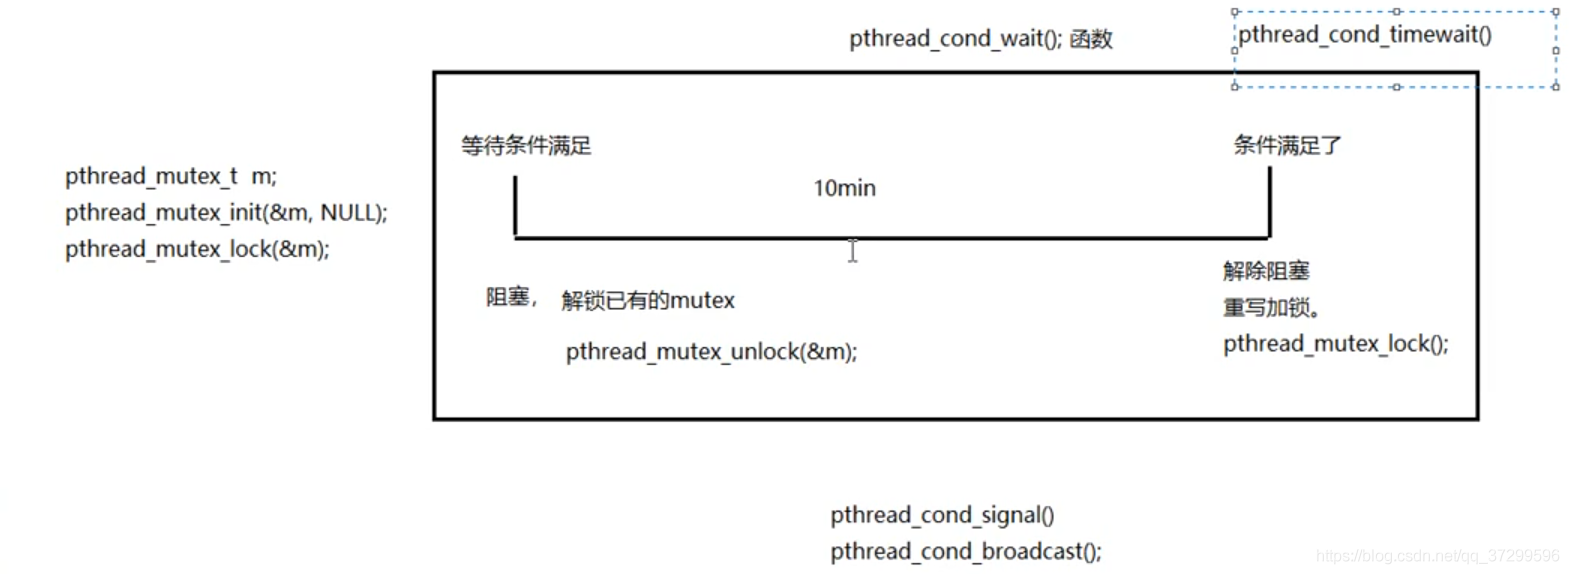 pthread_cond_wait(); 函数
pthread_cond_timewait()
等待条件满足
条件满足了
10min
pthread_mutex_t  m;
pthread_mutex_init(&m, NULL);
pthread_mutex_lock(&m);
阻塞，
解锁已有的mutex
pthread_mutex_unlock(&m);
解除阻塞
重写加锁。
pthread_mutex_lock();
pthread_cond_signal()
pthread_cond_broadcast();
https://blog.csdn.net/qq_37299596